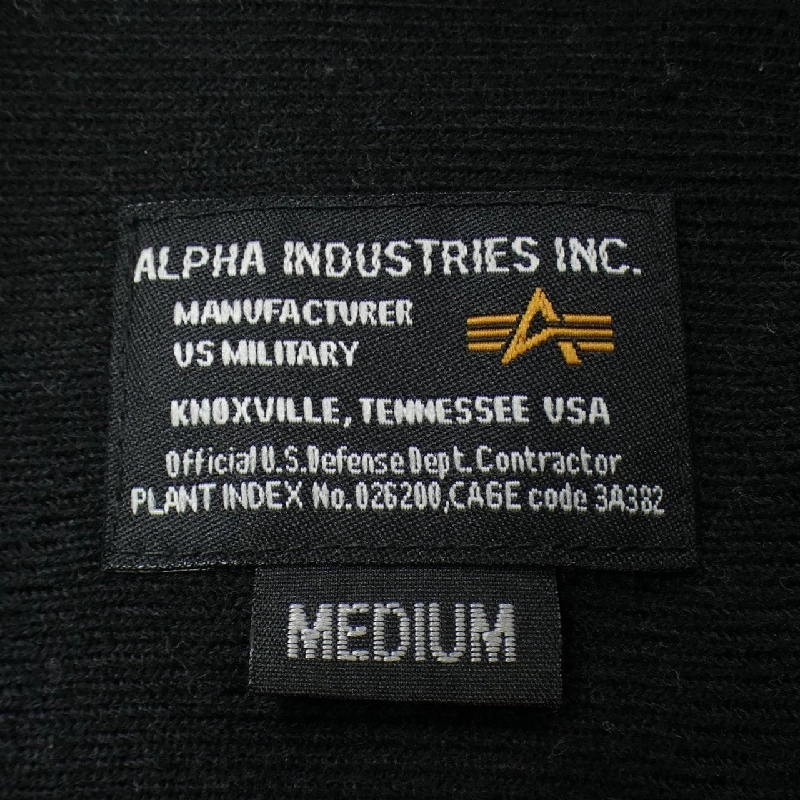 ALPHA INDUSTRIES INC.
MANUFACTURER
US MILITARY
KNOXVILLE, TENNESSEE USA
Official U.S. Defense Dept. Contractor
PLANT INDEX No. 026200, CAGE code 3A382
MEDIUM